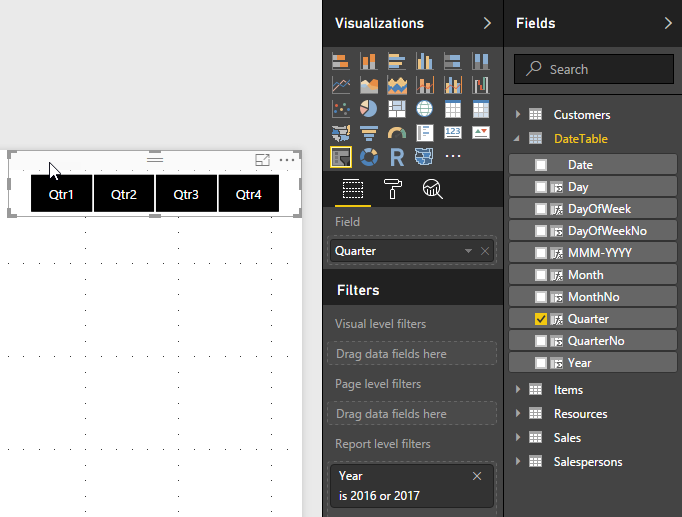 Qtr1 Qtr2 Qtr3 Qtr4
Visualizations
R
123
Field
Quarter
Filters
Visual level filters
Drag data fields here
Page level filters
Drag data fields here
Report level filters
Year
is 2016 or 2017
Fields
Search
Customers
DateTable
Date
Day
DayOfWeek
DayOfWeekNo
MMM-YYYY
Month
MonthNo
Quarter
QuarterNo
Year
Items
Resources
Sales
Salespersons